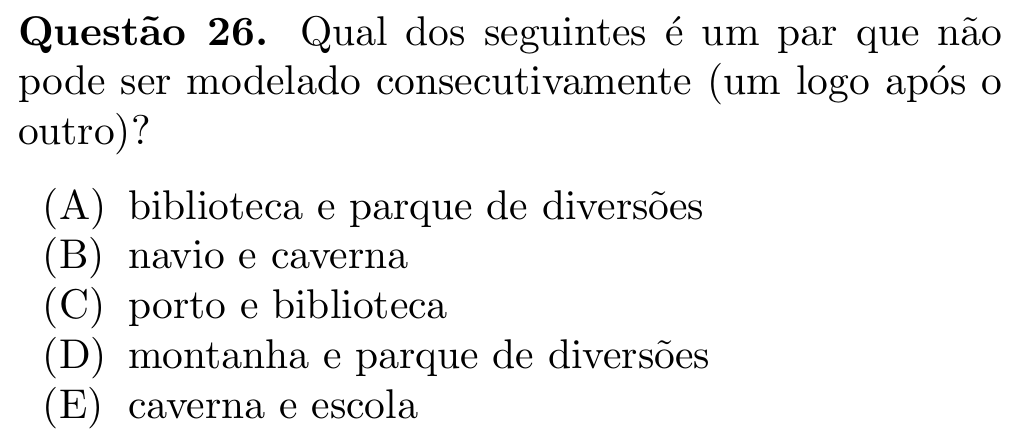 Questão 26. Qual dos seguintes é um par que não
pode ser modelado consecutivamente (um logo após o
outro)?
(A) biblioteca e parque de diversões
(B) navio e caverna
(C) porto e biblioteca
(D) montanha e parque de diversões
(E) caverna e escola